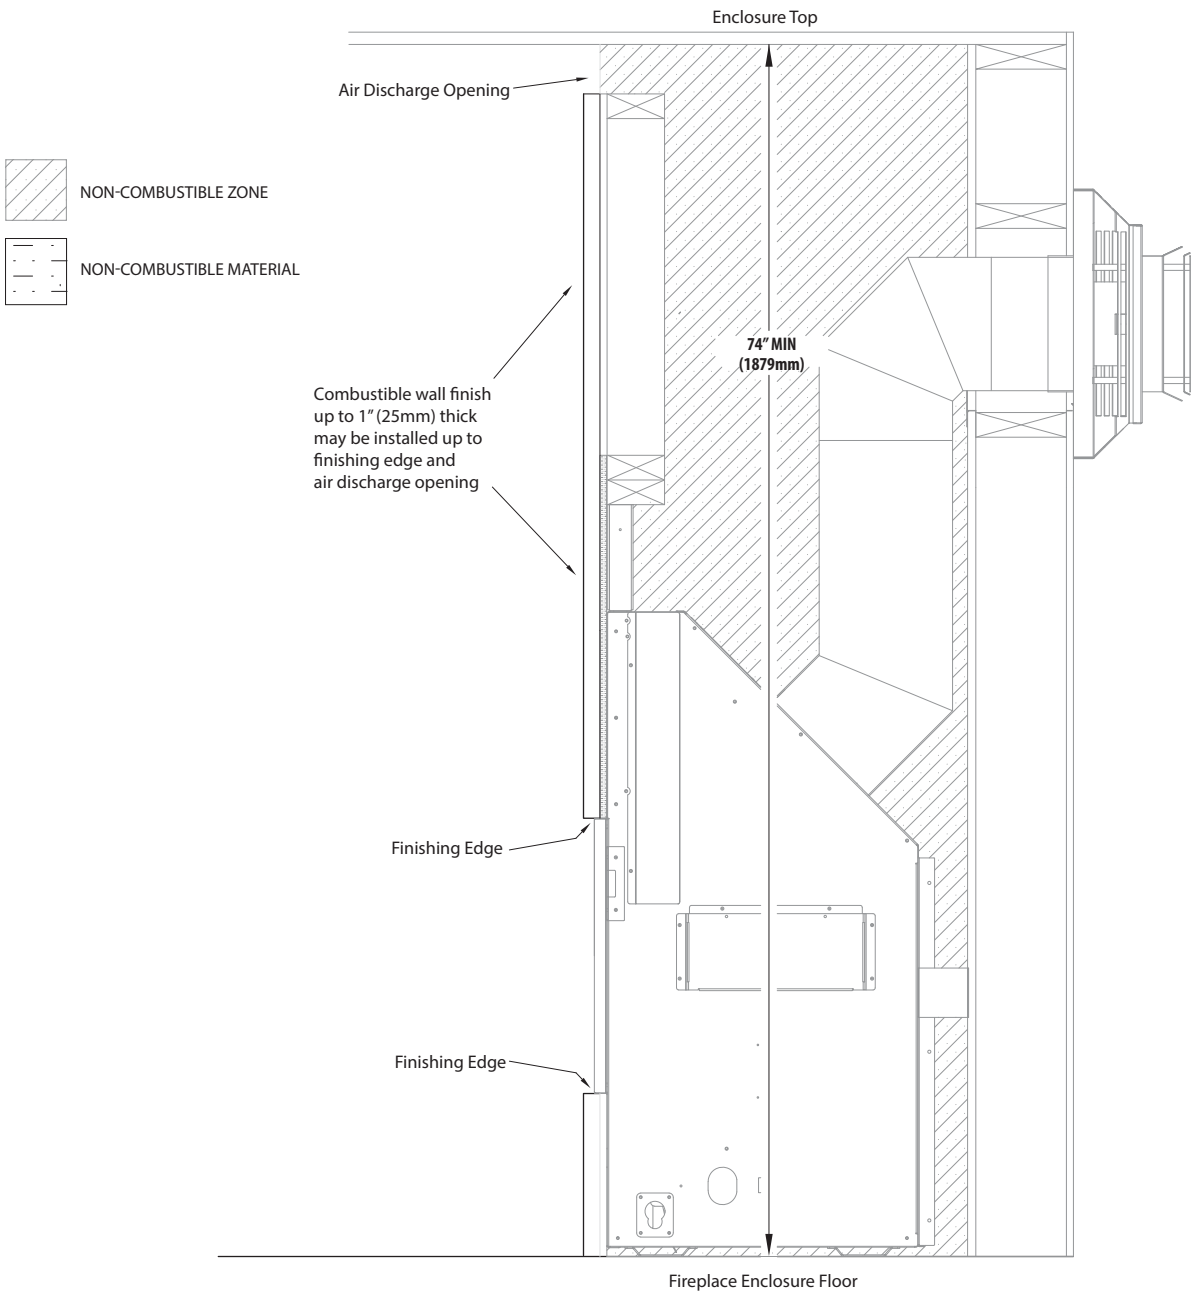 Enclosure Top
Air Discharge Opening
NON-COMBUSTIBLE ZONE
NON-COMBUSTIBLE MATERIAL
74" MIN
(1879mm)
Combustible wall finish
up to 1" (25mm) thick
may be installed up to
finishing edge and
air discharge opening
Finishing Edge
Finishing Edge
Fireplace Enclosure Floor